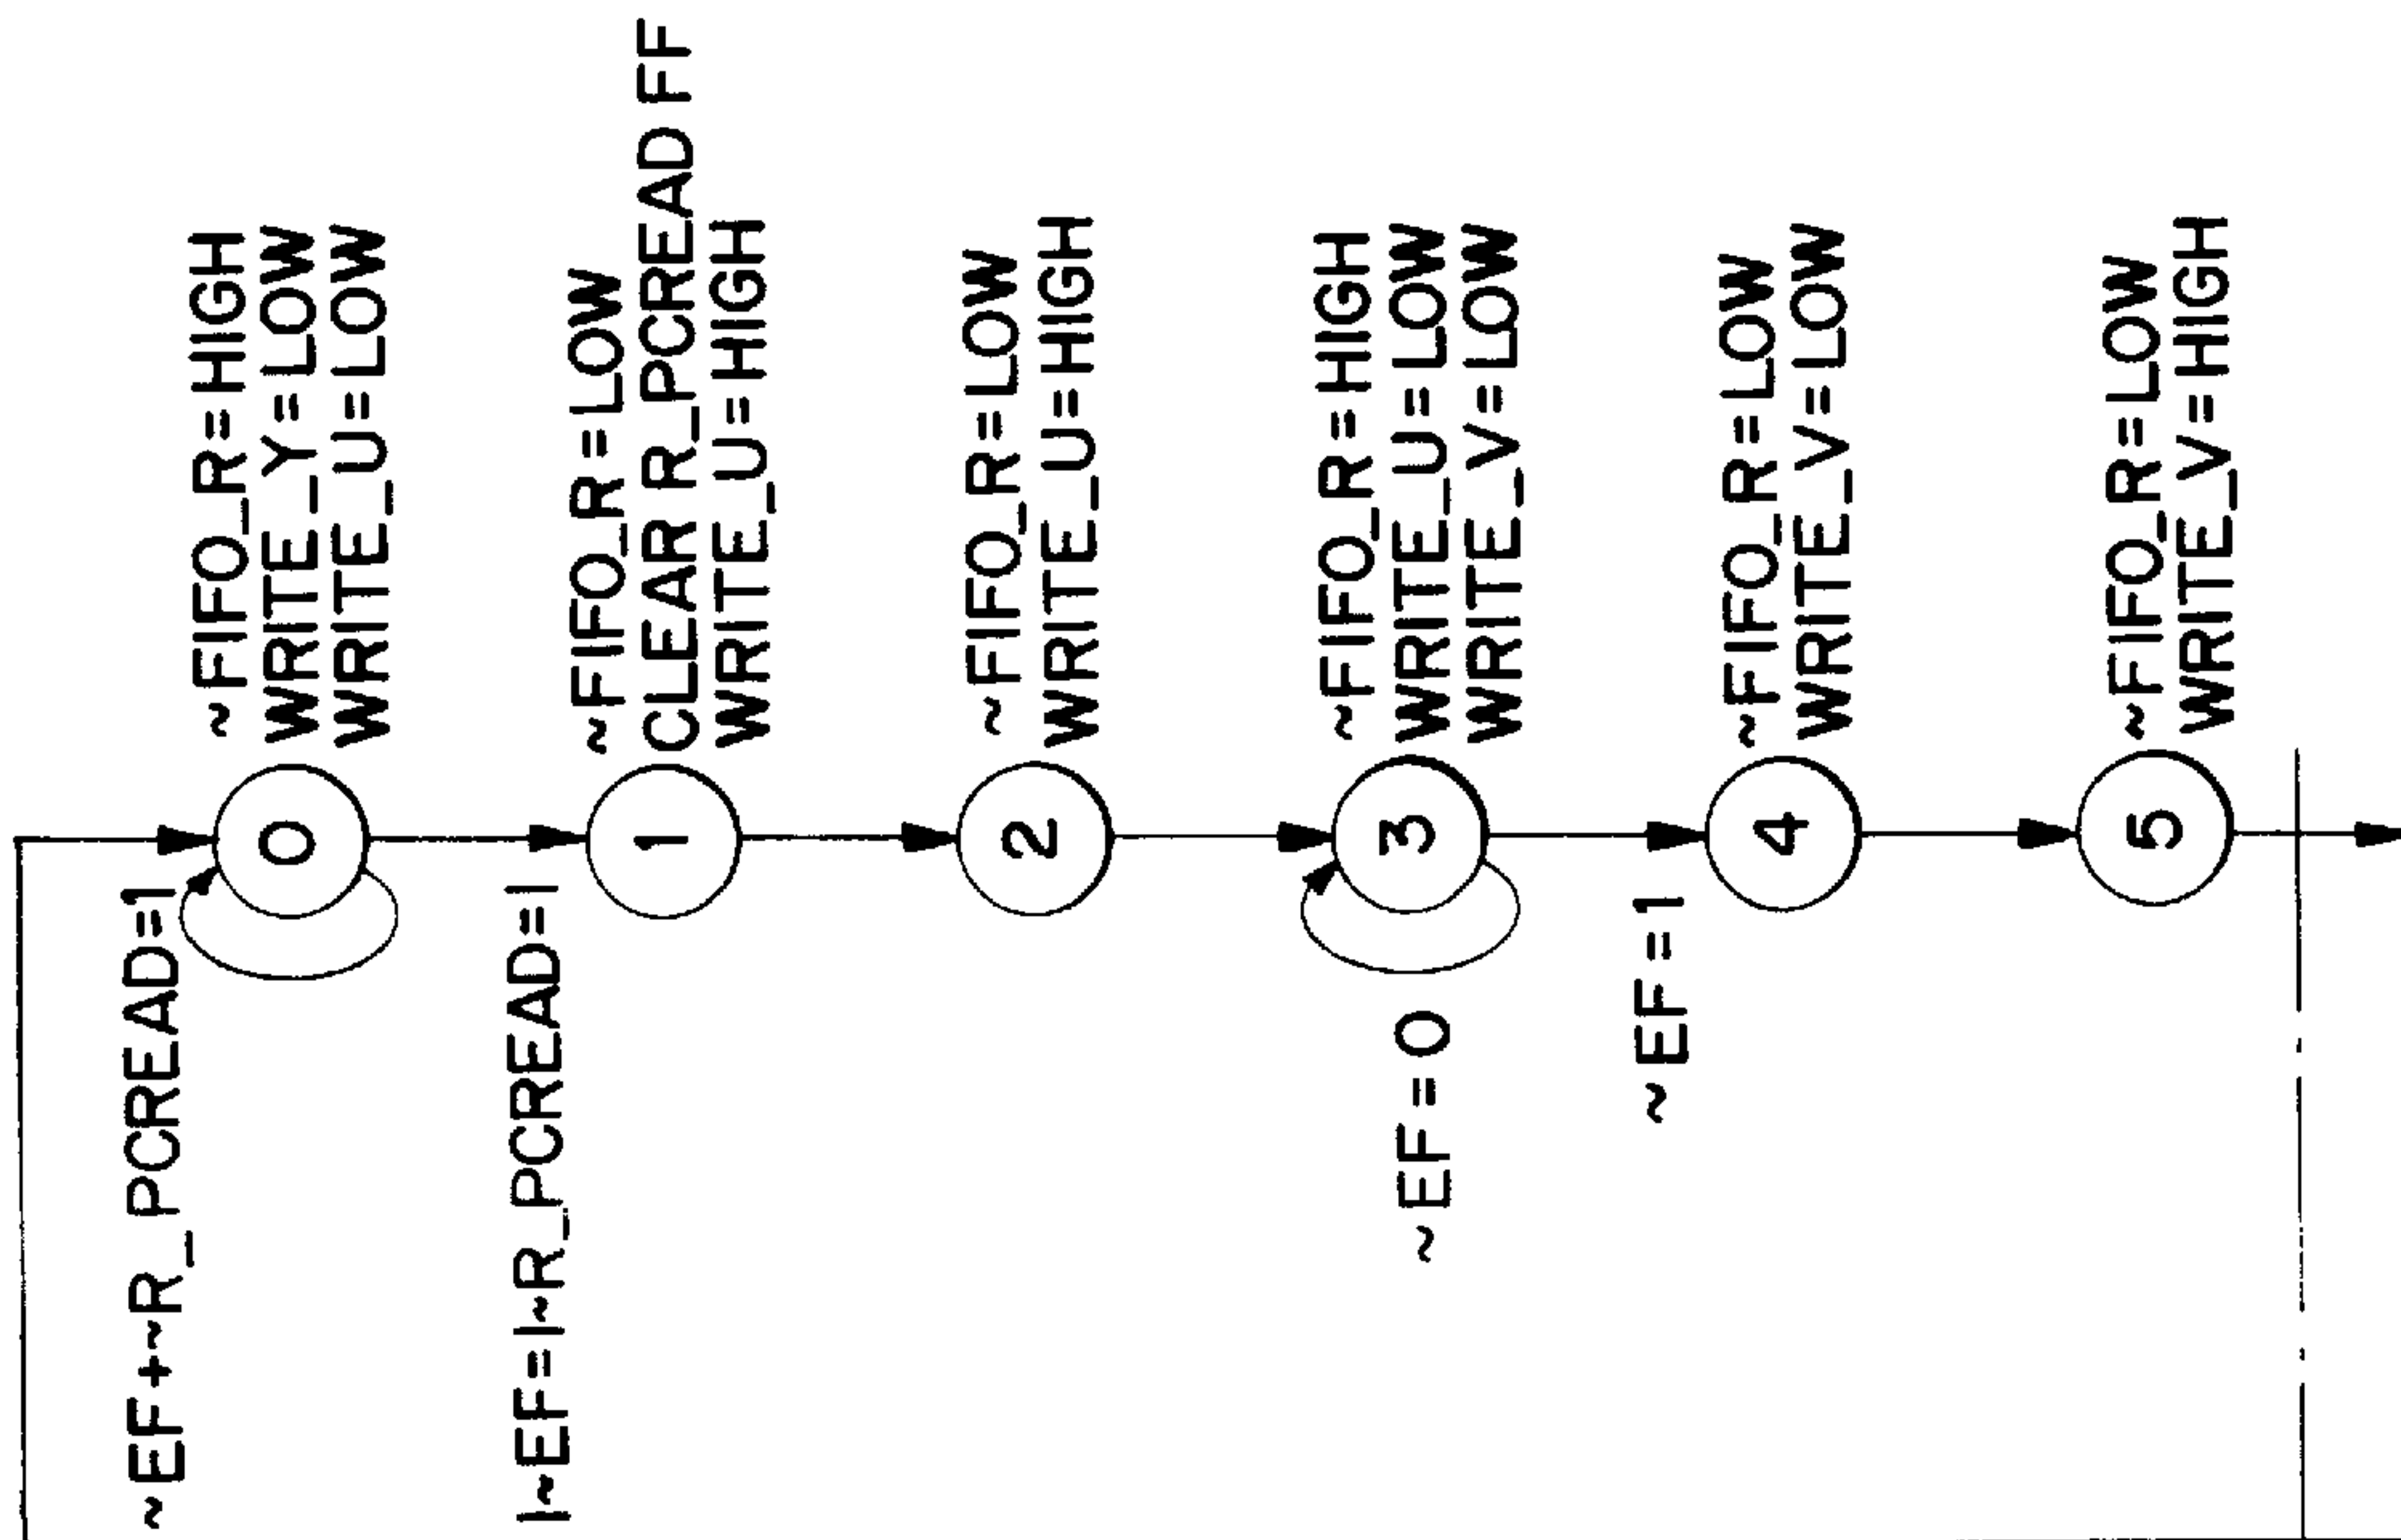 ~EF+~R_PCREAD=1
0
~FIFO_R=HIGH
WRITE_Y=LOW
WRITE_U=LOW
|~EF=|~R_PCREAD=|
1
~FIFO_R=LOW
CLEAR R_PCREAD FF
WRITE_U=HIGH
2
~FIFO_R=LOW
WRITE_U=HIGH
~EF=0
3
~FIFO_R=HIGH
WRITE_U=LOW
WRITE_V=LOW
~EF=1
4
~FIFO_R=LOW
WRITE_V=LOW
5
~FIFO_R=LOW
WRITE_V=HIGH